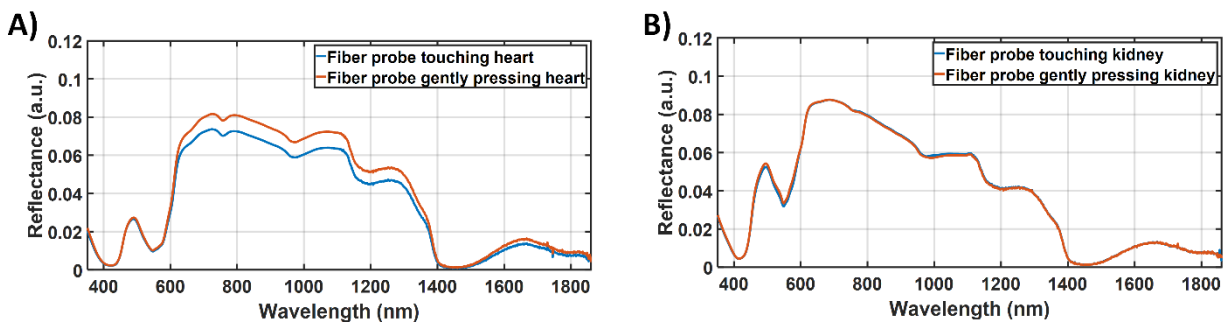 A)
0.12
0.1
0.08
0.06
0.04
0.02
0
Reflectance (a.u.)
Fiber probe touching heart
Fiber probe gently pressing heart
400 600 800 1000 1200 1400 1600 1800
Wavelength (nm)
B)
0.12
0.1
0.08
0.06
0.04
0.02
0
Reflectance (a.u.)
Fiber probe touching kidney
Fiber probe gently pressing kidney
400 600 800 1000 1200 1400 1600 1800
Wavelength (nm)